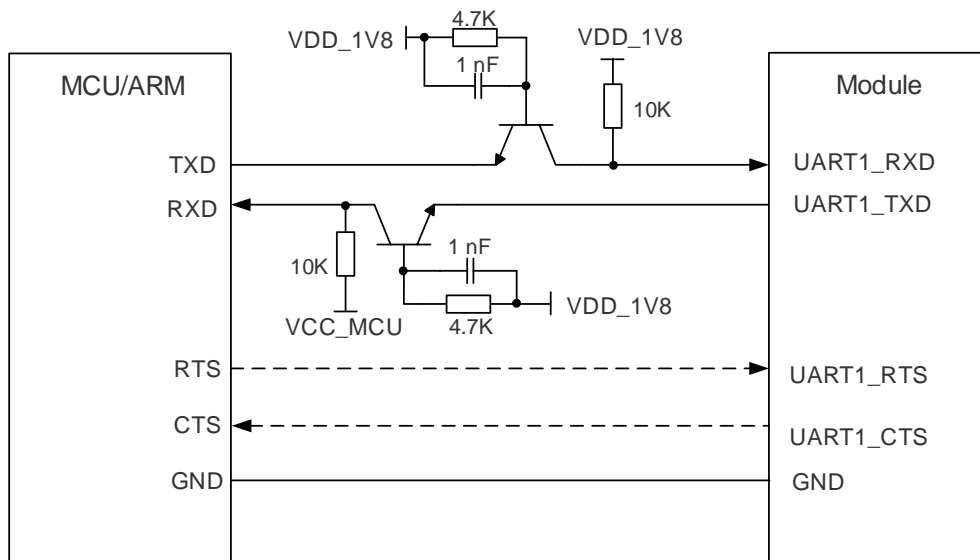 4.7K
VDD_1V8
VDD_1V8
1 nF
MCU/ARM
Module
10K
TXD
UART1_RXD
RXD
UART1_TXD
1 nF
10K
VDD_1V8
VCC_MCU
4.7K
RTS
UART1_RTS
CTS
UART1_CTS
GND
GND